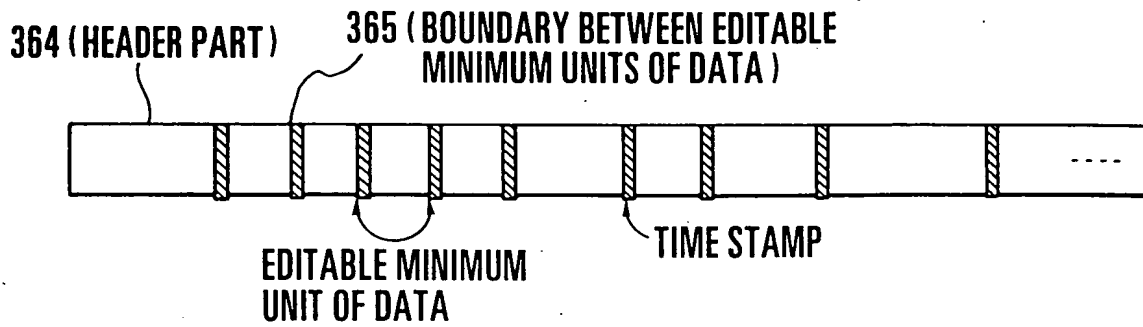 364 (HEADER PART)
365 (BOUNDARY BETWEEN EDITABLE
MINIMUM UNITS OF DATA)
EDITABLE MINIMUM
UNIT OF DATA
TIME STAMP